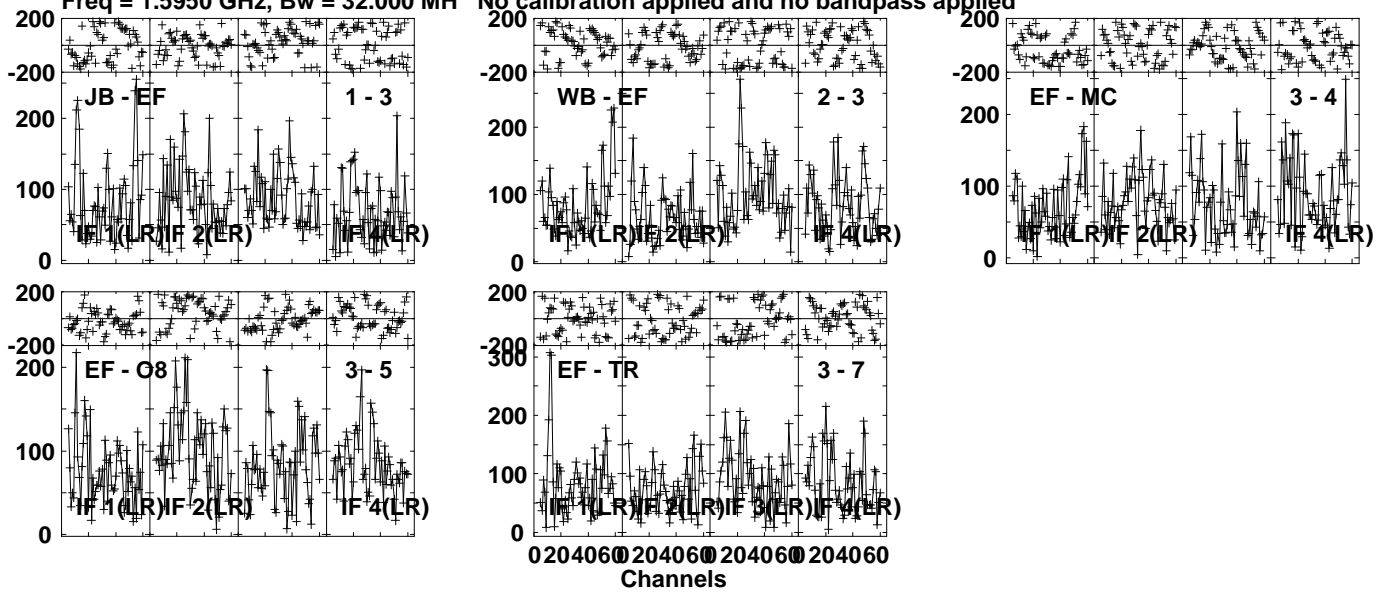 Freq = 1.5950 GHz, Bw = 32.000 MH No calibration applied and no bandpass applied
200
-200
200
100
0
JB - EF 1 - 3
IF 1(LR) IF 2(LR) IF 4(LR)
200
-200
200
100
0
WB - EF 2 - 3
IF 1(LR) IF 2(LR) IF 4(LR)
200
-200
200
100
0
EF - MC 3 - 4
IF 1(LR) IF 2(LR) IF 4(LR)
200
-200
200
100
0
EF - O8 3 - 5
IF 1(LR) IF 2(LR) IF 4(LR)
200
-200
300
200
100
0
EF - TR 3 - 7
IF 1(LR) IF 2(LR) IF 3(LR) IF 4(LR)
0 20 40 60 0 20 40 60 0 20 40 60 0 20 40 60
Channels